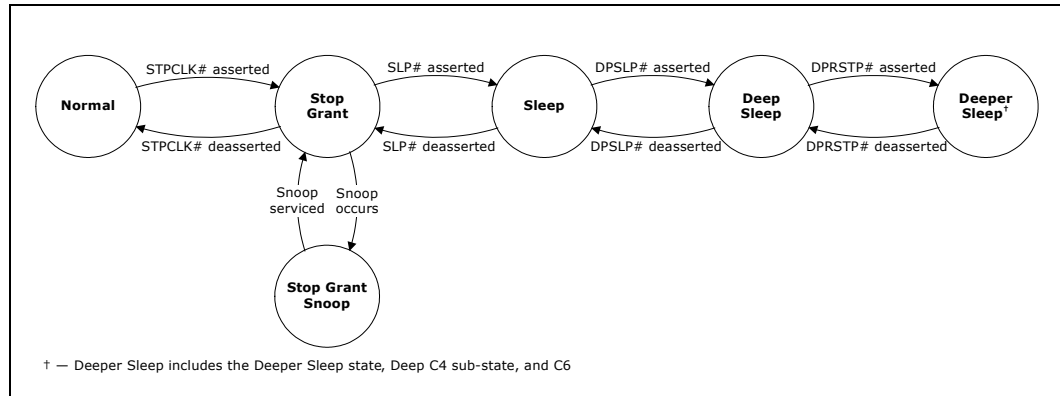 STPCLK# asserted
SLP# asserted
DPSLP# asserted
DPRSTP# asserted
Normal
Stop
Grant
Sleep
Deep
Sleep
Deeper
Sleep†
STPCLK# deasserted
SLP# deasserted
DPSLP# deasserted
DPRSTP# deasserted
Snoop
serviced
Snoop
occurs
Stop Grant
Snoop
† — Deeper Sleep includes the Deeper Sleep state, Deep C4 sub-state, and C6